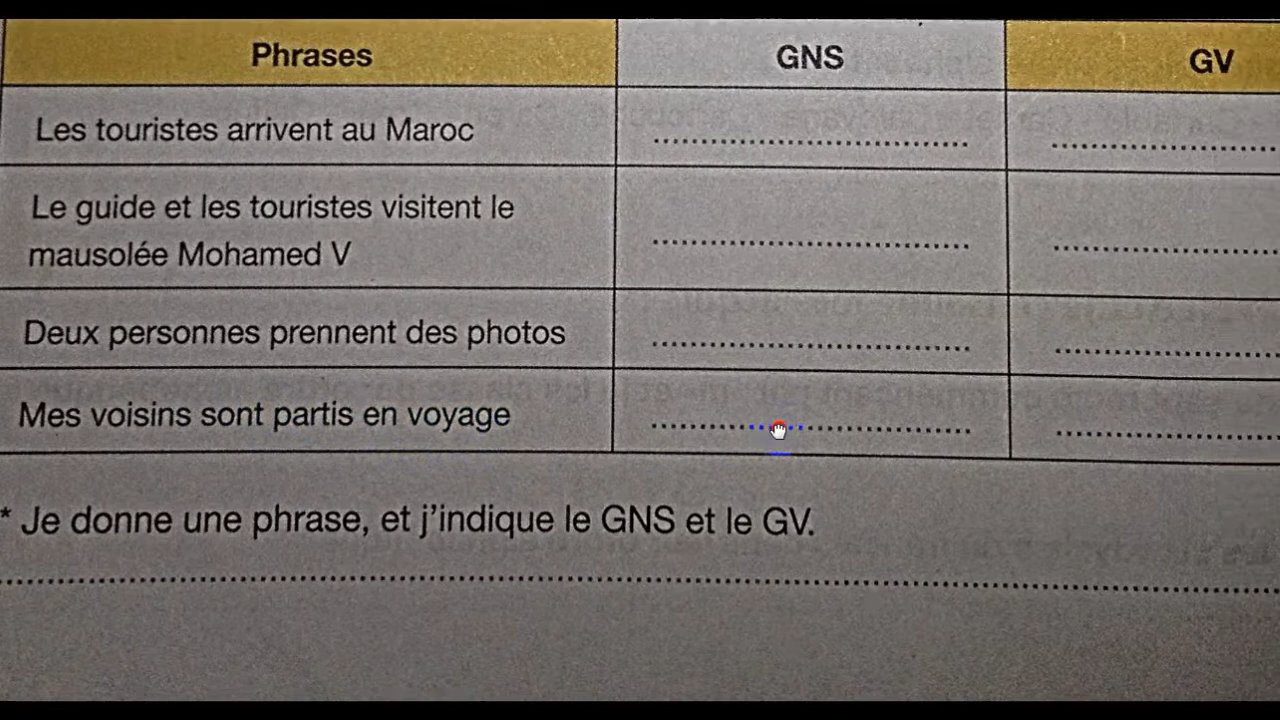 Phrases GNS GV
Les touristes arrivent au Maroc
Le guide et les touristes visitent le
mausolée Mohamed V
Deux personnes prennent des photos
Mes voisins sont partis en voyage
* Je donne une phrase, et j'indique le GNS et le GV.